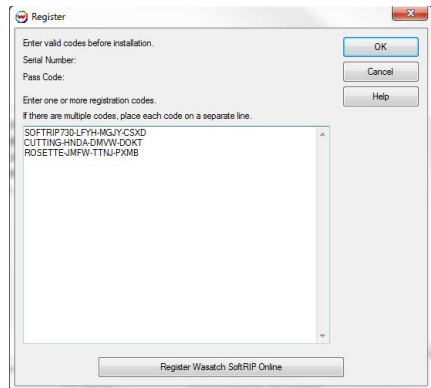 Register
Enter valid codes before installation.
OK
Serial Number:
Pass Code:
Cancel
Help
Enter one or more registration codes.
If there are multiple codes, place each code on a separate line.
SOFTRIP730-LFYH-MGJY-CSXD
CUTTING-HNDA-DMVW-DOKT
ROSETTE-JMFW-TTNJ-PXMB
Register Wasatch SoftRIP Online